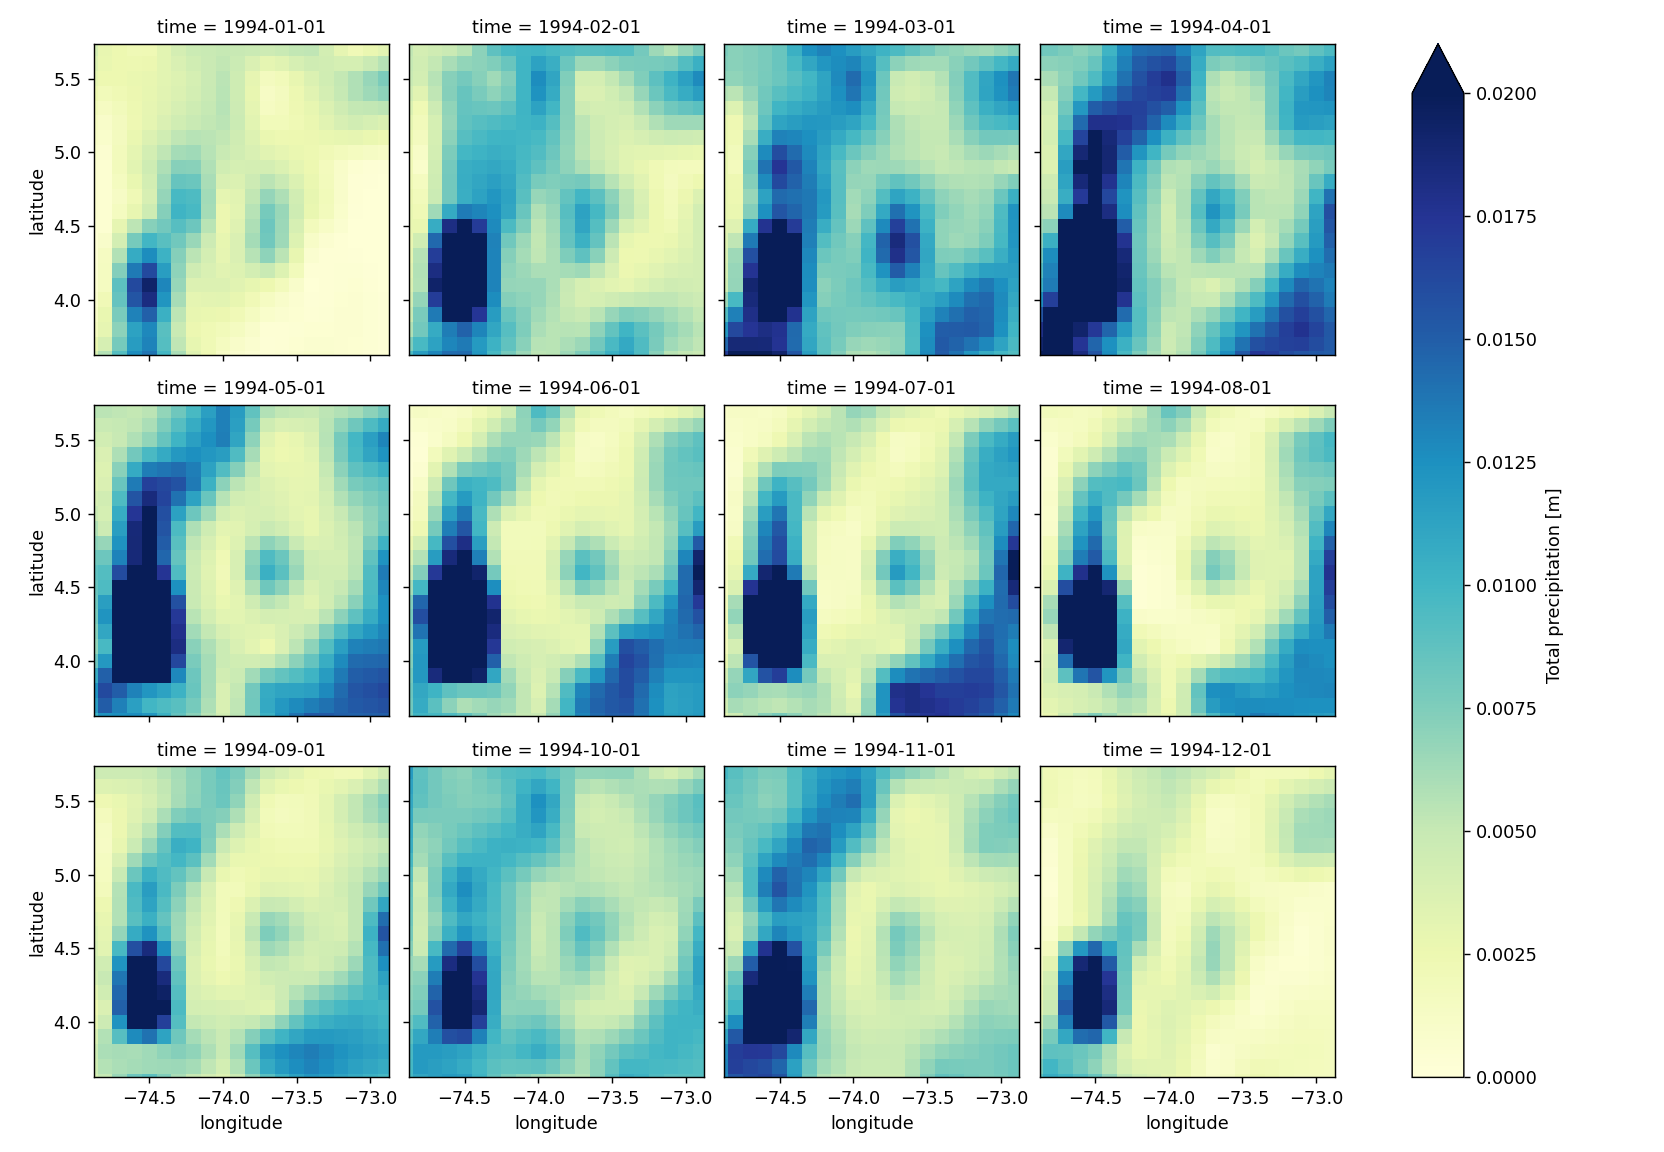 time = 1994-01-01
time = 1994-02-01
time = 1994-03-01
time = 1994-04-01
5.5
5.0
4.5
4.0
latitude
time = 1994-05-01
time = 1994-06-01
time = 1994-07-01
time = 1994-08-01
5.5
5.0
4.5
4.0
latitude
time = 1994-09-01
time = 1994-10-01
time = 1994-11-01
time = 1994-12-01
5.5
5.0
4.5
4.0
latitude
−74.5 −74.0 −73.5 −73.0
longitude
−74.5 −74.0 −73.5 −73.0
longitude
−74.5 −74.0 −73.5 −73.0
longitude
−74.5 −74.0 −73.5 −73.0
longitude
0.0200
0.0175
0.0150
0.0125
0.0100
0.0075
0.0050
0.0025
0.0000
Total precipitation [m]